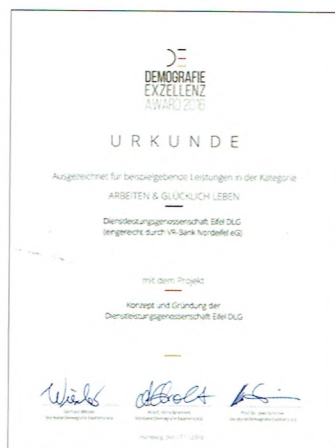 DE
DEMOGRAFIE
EXZELLENZ
AWARD 2016
URKUNDE
Ausgezeichnet für beispielgebende Leistungen in der Kategorie
ARBEITEN & GLÜCKLICH LEBEN
Dienstleistungsgenossenschaft Eifel DLG
(eingereicht durch VR-Bank Nordeifel eG)
mit dem Projekt
Konzept und Gründung der
Dienstleistungsgenossenschaft Eifel DLG